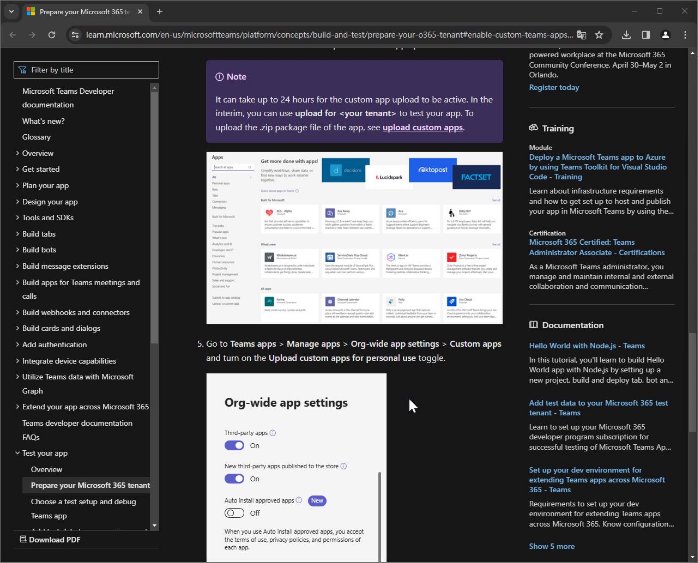 Prepare your Microsoft 365
learn.microsoft.com/en-us/microsoftteams/platform/concepts/build-and-test/prepare-your-o365-tenant#enable-custom-teams-apps...
Filter by title
Microsoft Teams Developer
documentation
What's new?
Glossary
Overview
Get started
Plan your app
Design your app
Tools and SDKs
Build tabs
Build bots
Build message extensions
Build apps for Teams meetings and
calls
Build webhooks and connectors
Build cards and dialogs
Add authentication
Integrate device capabilities
Utilize Teams data with Microsoft
Graph
Extend your app across Microsoft 365
Teams developer documentation
FAQs
Test your app
Overview
Prepare your Microsoft 365 tenant
Choose a test setup and debug
Teams app
Download PDF
Note
It can take up to 24 hours for the custom app upload to be active. In the
interim, you can use upload for <your tenant> to test your app. To
upload the .zip package file of the app, see upload custom apps.
Apps
Get more done with apps!
decisions
Lucidspark
FACTSET
5. Go to Teams apps > Manage apps > Org-wide app settings > Custom apps
and turn on the Upload custom apps for personal use toggle.
Org-wide app settings
Third-party apps
On
New third-party apps published to the store
On
Auto install approved apps New
Off
When you use Auto install approved apps, you accept
the terms of use, privacy policies, and permissions of
each app.
powered workplace at the Microsoft 365
Community Conference. April 30–May 2 in
Orlando.
Register today
Training
Module
Deploy a Microsoft Teams app to Azure
by using Teams Toolkit for Visual Studio
Code - Training
Learn about infrastructure requirements
and how to get set up to host and publish
your app in Microsoft Teams by using the...
Certification
Microsoft 365 Certified: Teams
Administrator Associate - Certifications
As a Microsoft Teams administrator, you
manage and maintain internal and external
collaboration and communication...
Documentation
Hello World with Node.js - Teams
In this tutorial, you'll learn to build Hello
World app with Node.js by setting up a
new project, build and deploy tab, bot an...
Add test data to your Microsoft 365 test
tenant - Teams
Learn to set up your Microsoft 365
developer program subscription for
successful testing of Microsoft Teams Ap...
Set up your dev environment for
extending Teams apps across Microsoft
365 - Teams
Requirements to set up your dev
environment for extending Teams apps
across Microsoft 365. Know configuration...
Show 5 more